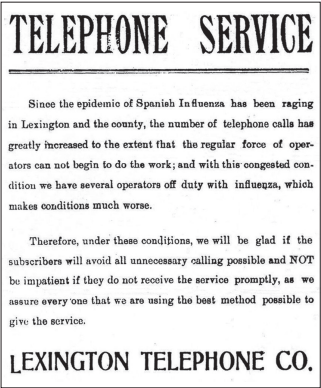 TELEPHONE SERVICE
Since the epidemic of Spanish Influenza has been raging
in Lexington and the county, the number of telephone calls has
greatly increased to the extent that the regular force of oper-
ators can not begin to do the work; and with this congested con-
dition we have several operators off duty with influenza, which
makes conditions much worse.
Therefore, under these conditions, we will be glad if the
subscribers will avoid all unnecessary calling possible and NOT
be impatient if they do not receive the service promptly, as we
assure every one that we are using the best method possible to
give the service.
LEXINGTON TELEPHONE CO.